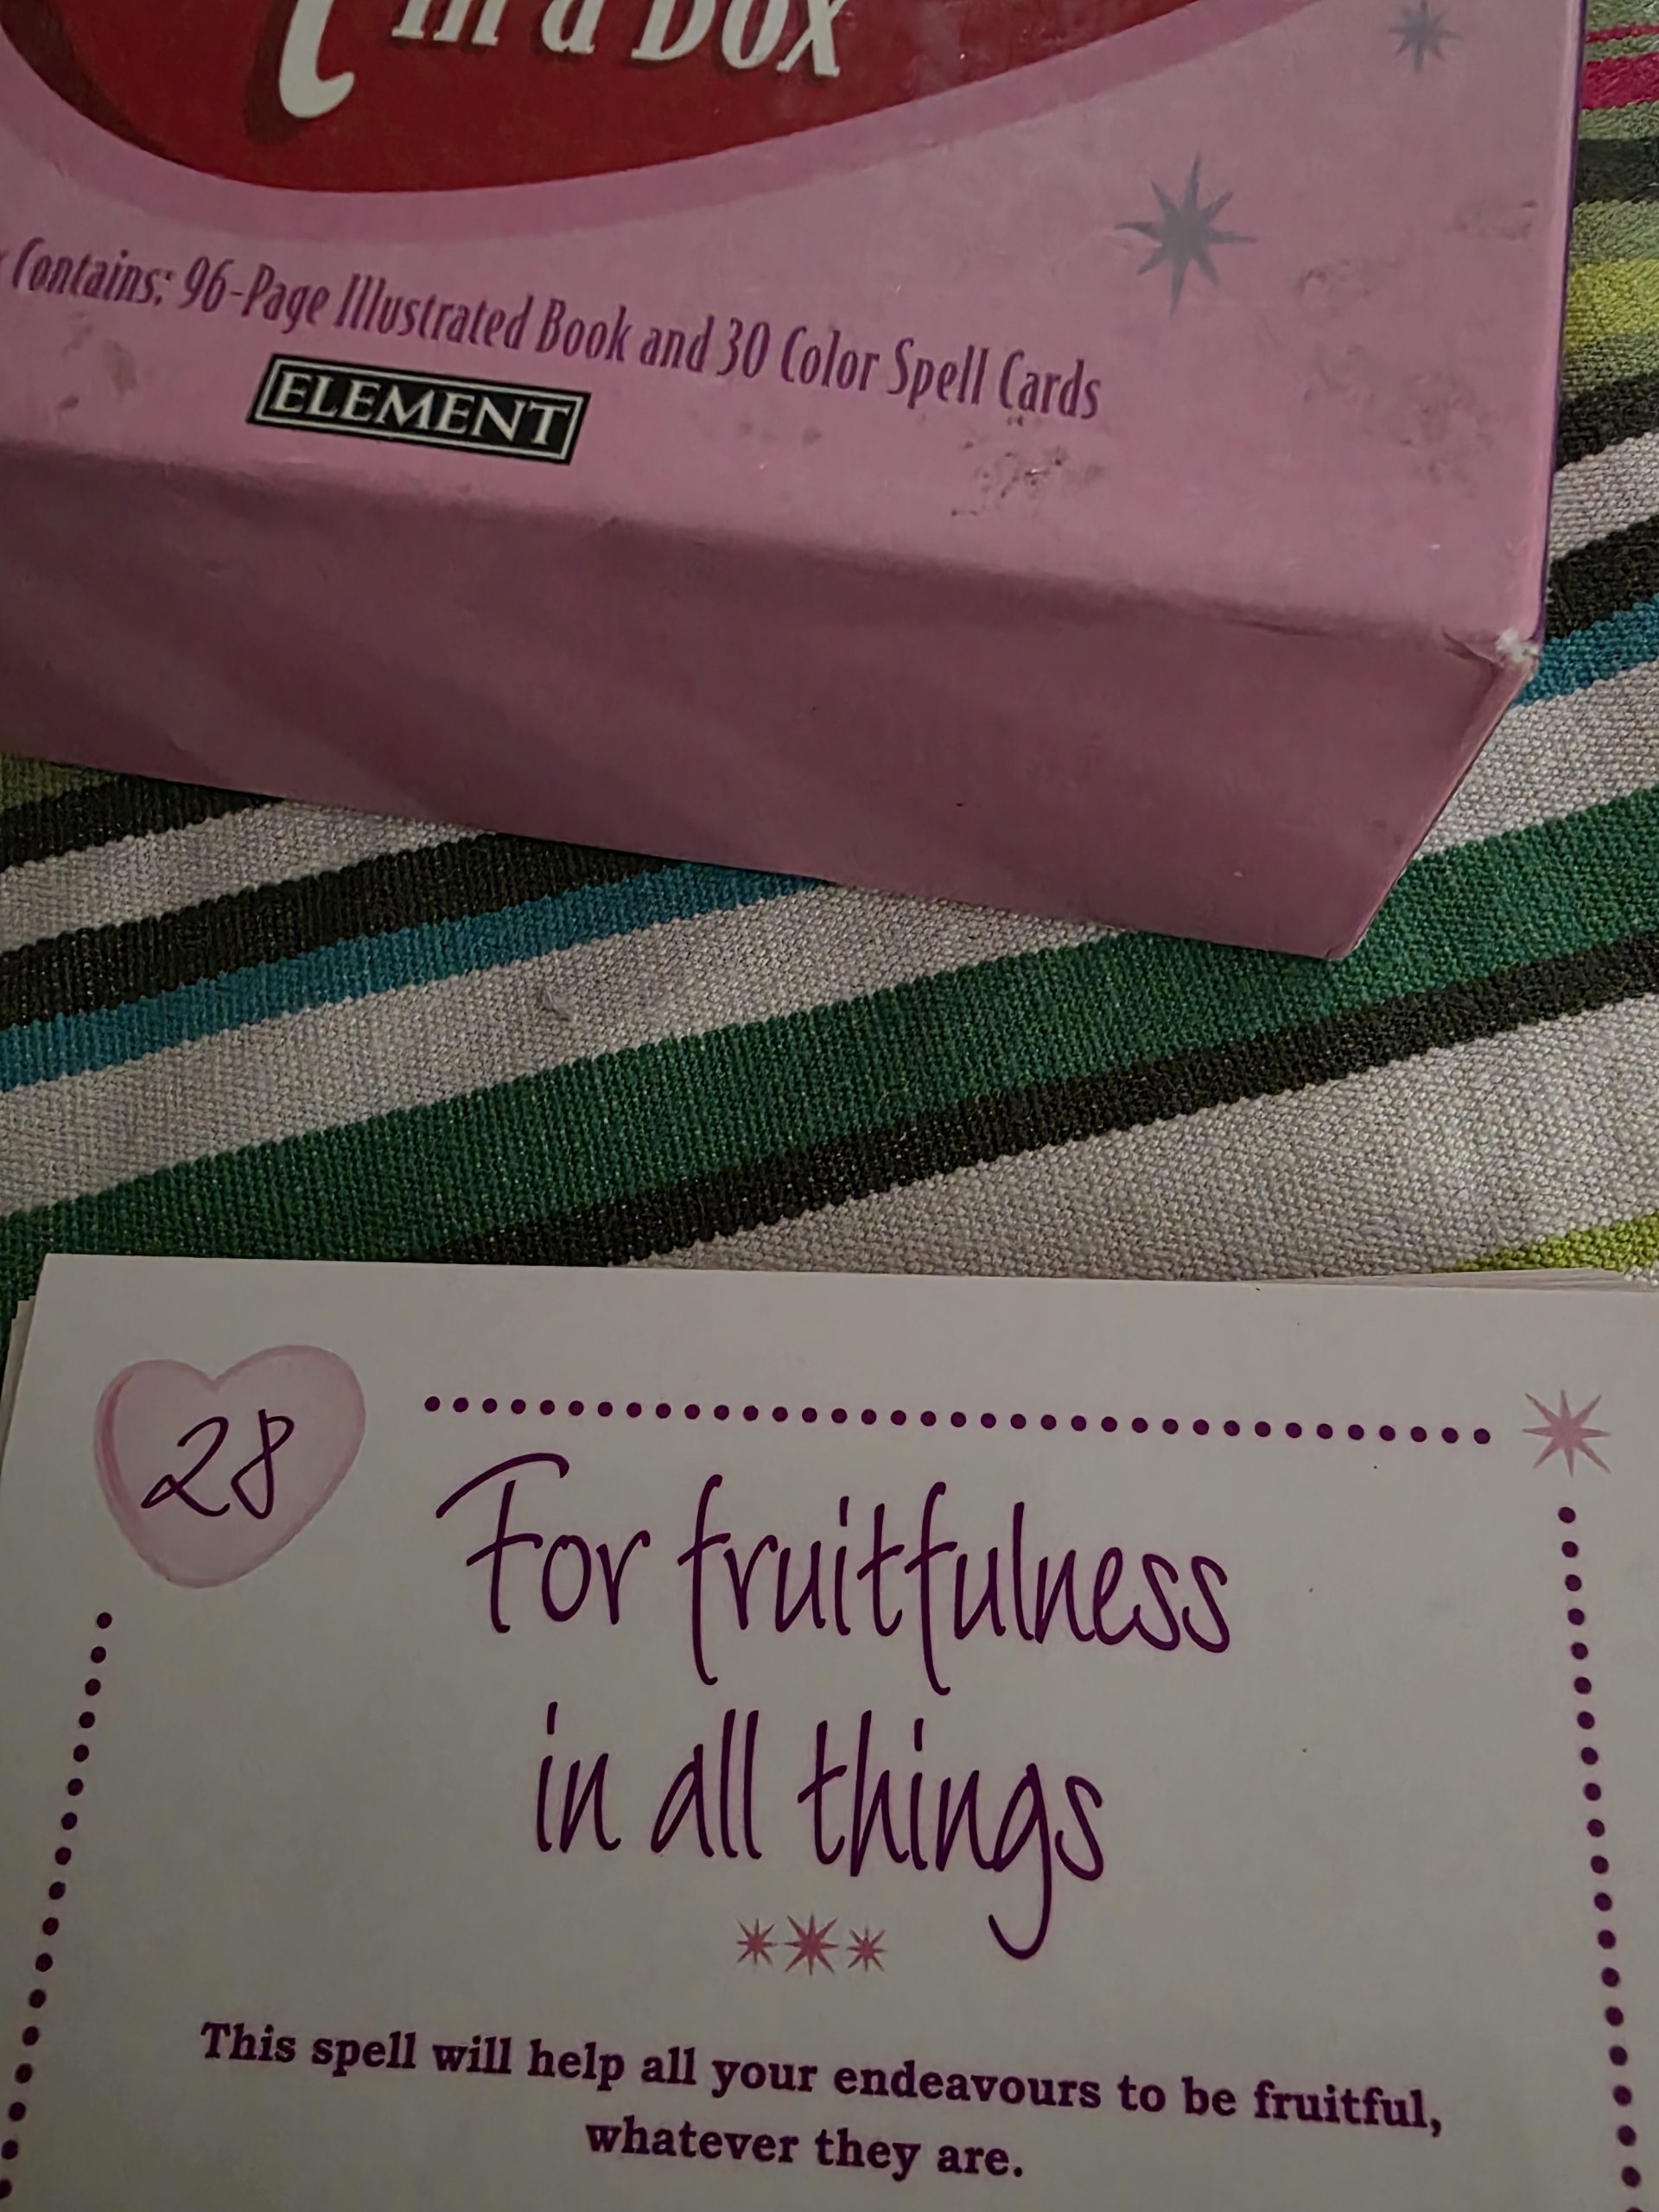 in a Box
Contains: 96-Page Illustrated Book and 30 Color Spell Cards
ELEMENT
28
For fruitfulness
in all things
This spell will help all your endeavours to be fruitful,
whatever they are.